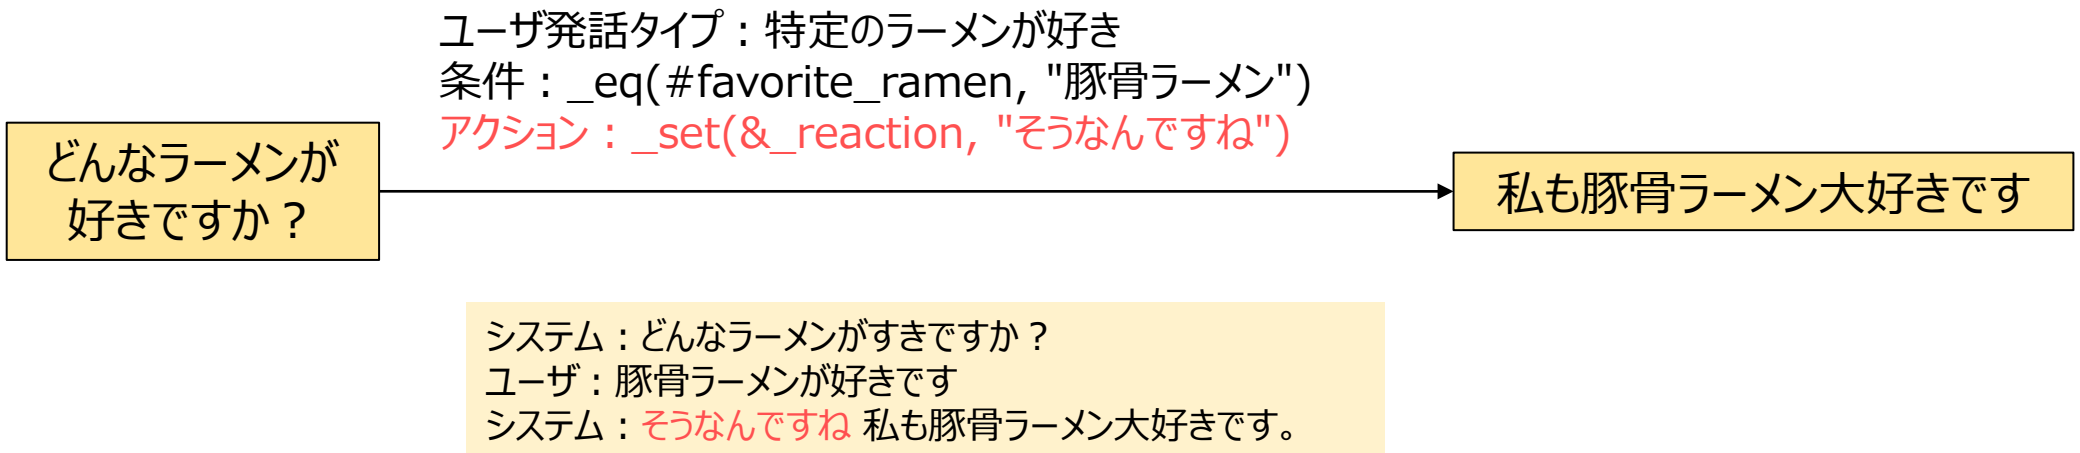 ユーザ発話タイプ：特定のラーメンが好き
条件：_eq(#favorite_ramen, "豚骨ラーメン")
アクション：_set(&_reaction, "そうなんですね")
どんなラーメンが
好きですか？
私も豚骨ラーメン大好きです
システム：どんなラーメンがすきですか？
ユーザ：豚骨ラーメンが好きです
システム：そうなんですね 私も豚骨ラーメン大好きです。